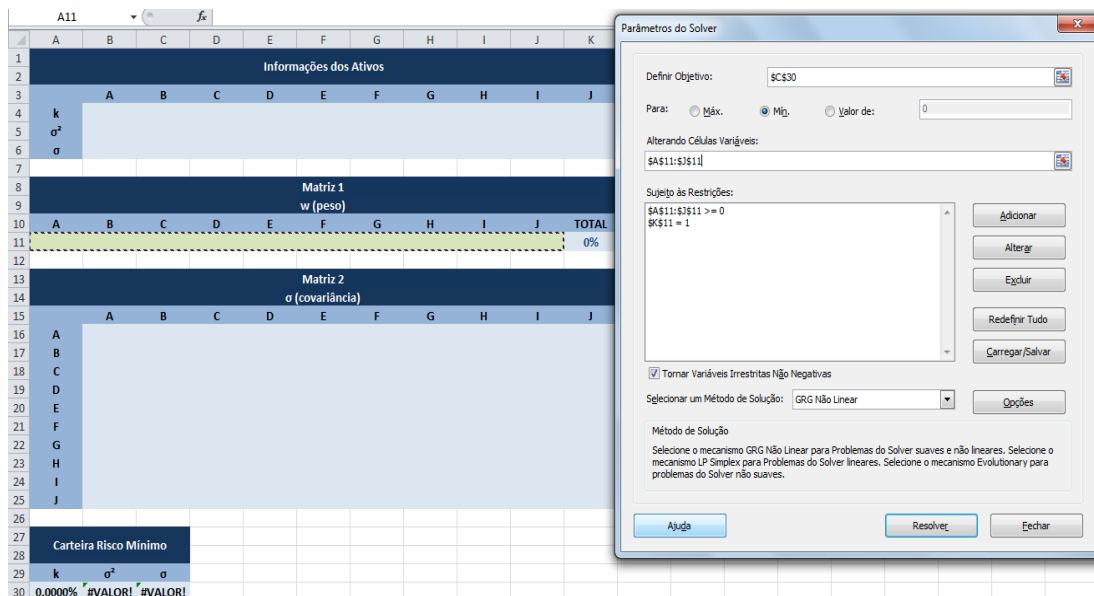 A11 fx
A B C D E F G H I J K
1
Informações dos Ativos
2
3 A B C D E F G H I J
4 k
5 σ²
6 σ
7
8 Matriz 1
9 w (peso)
10 A B C D E F G H I J TOTAL
11 0%
12
13 Matriz 2
14 σ (covariância)
15 A B C D E F G H I J
16 A
17 B
18 C
19 D
20 E
21 F
22 G
23 H
24 I
25 J
26
27
Carteira Risco Mínimo
28
29 k σ² σ
30 0,0000% #VALOR! #VALOR!
Parâmetros do Solver
Definir Objetivo: $C$30
Para: Máx. Mín. Valor de: 0
Alterando Células Variáveis:
$A$11:$J$11
Sujeito às Restrições:
$A$11:$J$11 >= 0
$K$11 = 1
Adicionar
Alterar
Excluir
Redefinir Tudo
Carregar/Salvar
Tornar Variáveis Irrestritas Não Negativas
Selecionar um Método de Solução: GRG Não Linear
Opções
Método de Solução
Selecione o mecanismo GRG Não Linear para Problemas do Solver suaves e não lineares. Selecione o
mecanismo LP Simplex para Problemas do Solver lineares. Selecione o mecanismo Evolutionary para
problemas do Solver não suaves.
Ajuda
Resolver
Fechar